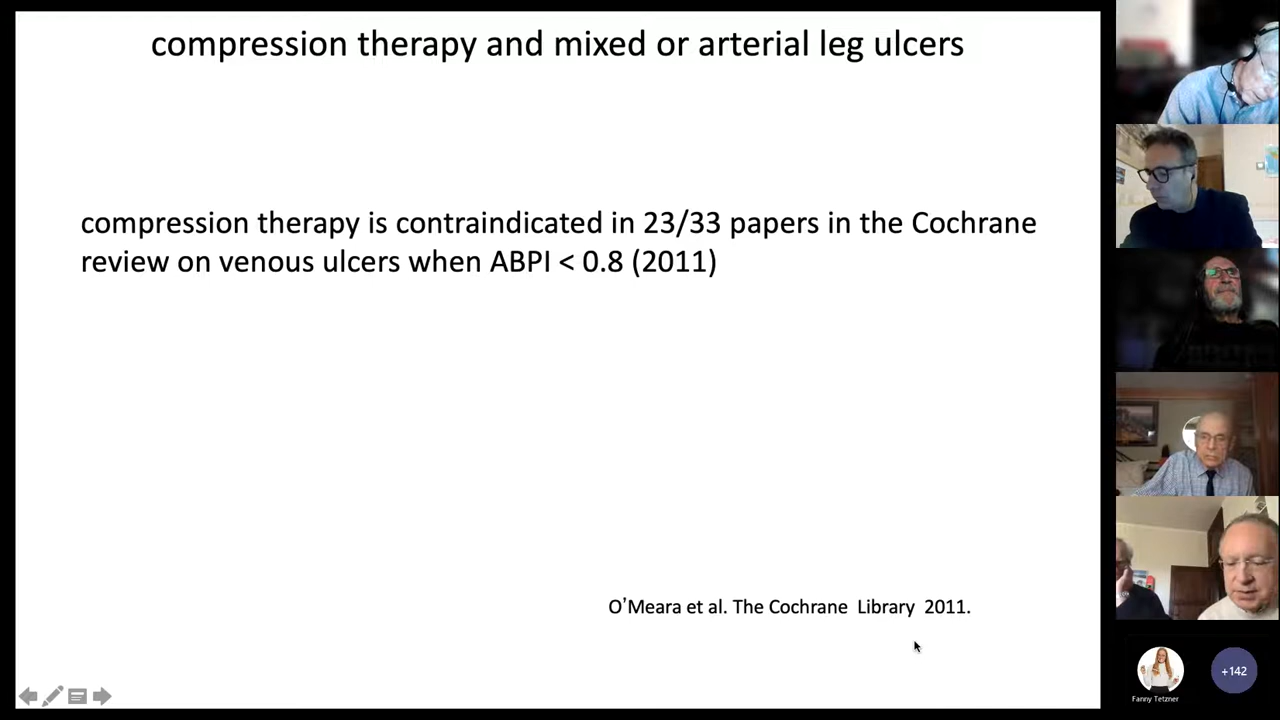 compression therapy and mixed or arterial leg ulcers
compression therapy is contraindicated in 23/33 papers in the Cochrane
review on venous ulcers when ABPI < 0.8 (2011)
O’Meara et al. The Cochrane Library 2011.
+142
Fanny Tetzner